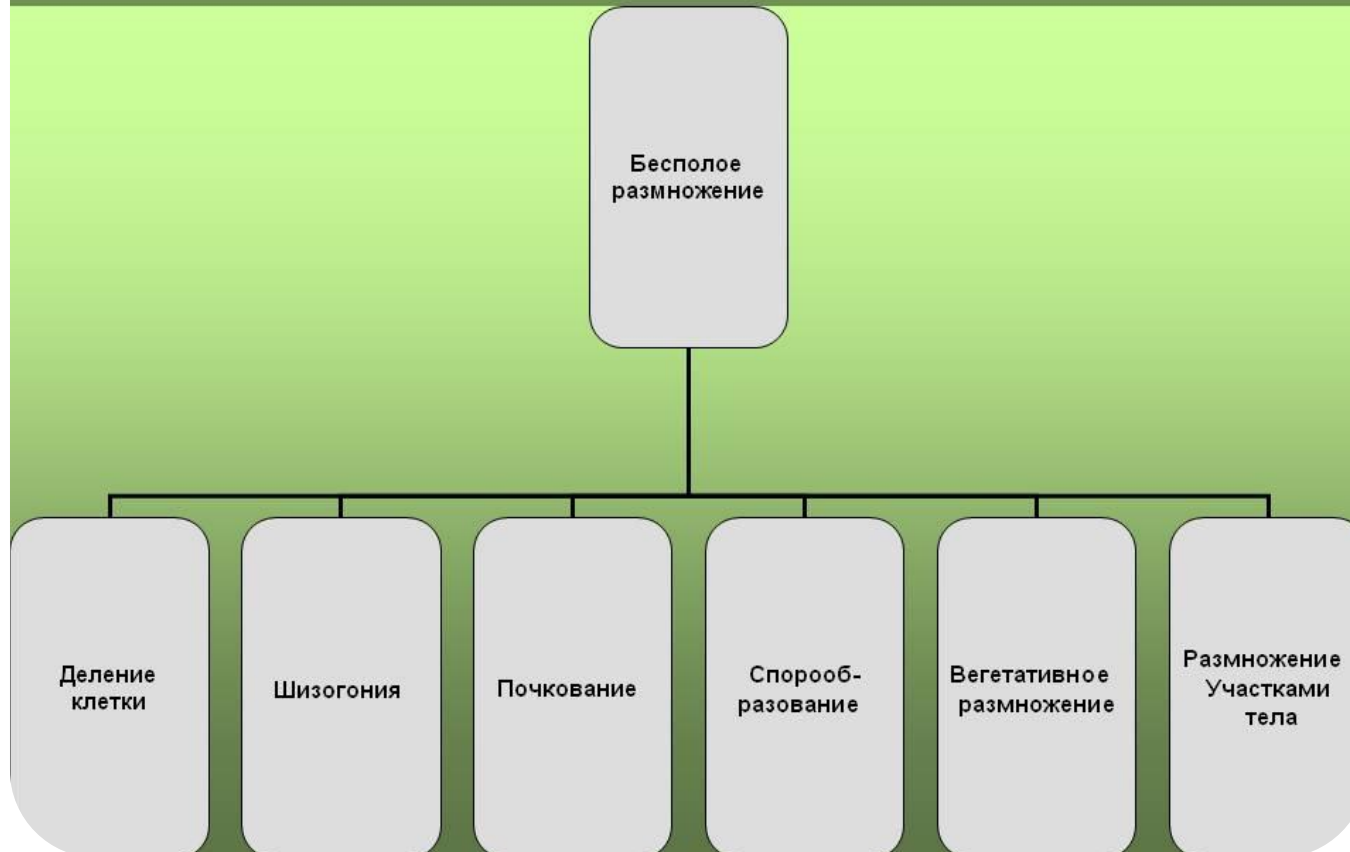 Бесполое
размножение
Деление
клетки
Шизогония
Почкование
Спорооб-
разование
Вегетативное
размножение
Размножение
Участками
тела